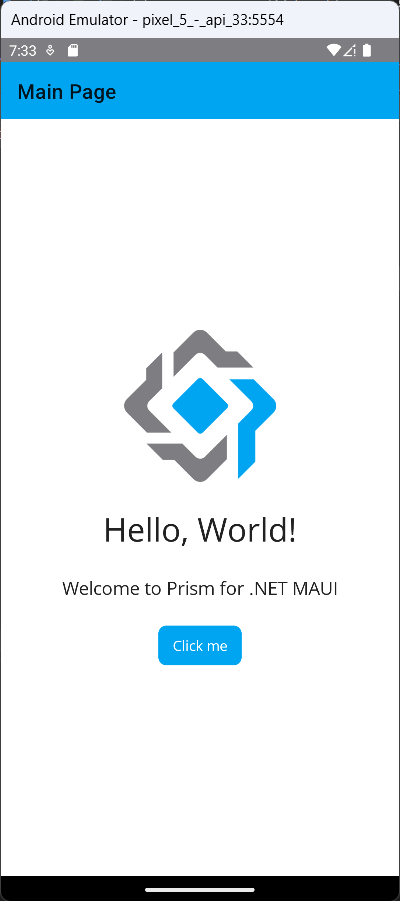 Android Emulator - pixel_5_-_api_33:5554
7:33
Main Page
Hello, World!
Welcome to Prism for .NET MAUI
Click me